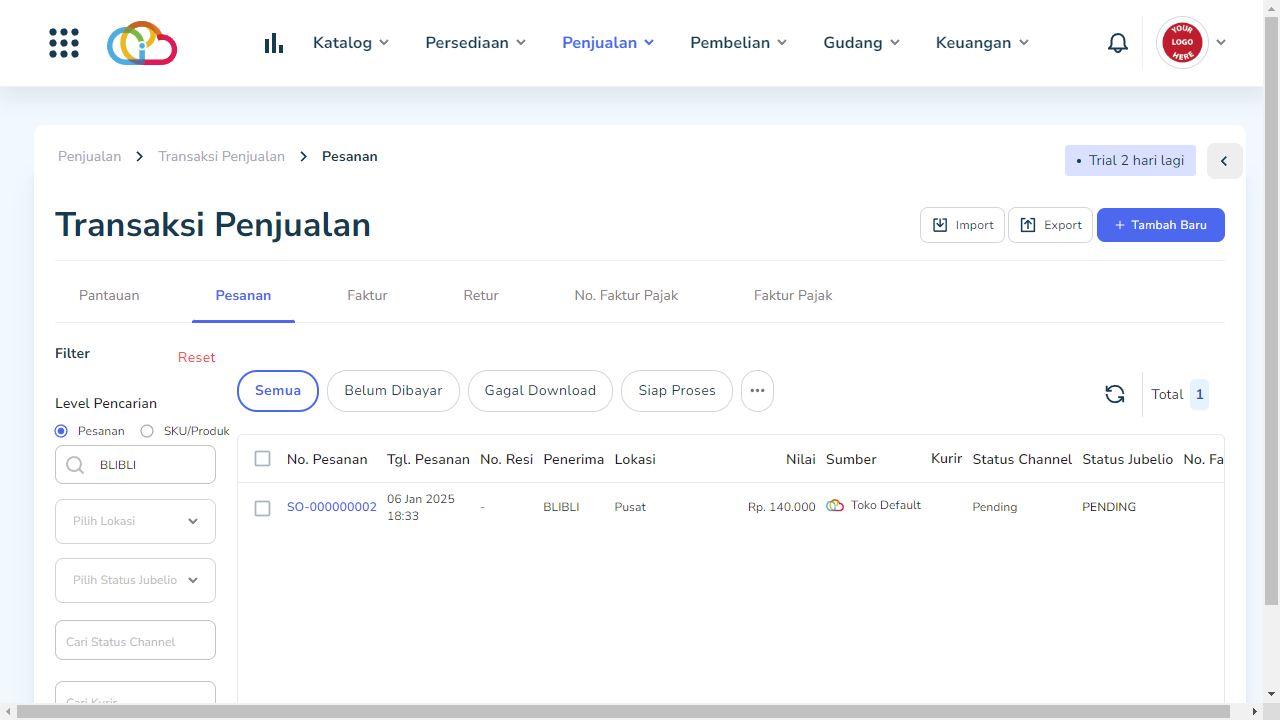 Katalog Persediaan Penjualan Pembelian Gudang Keuangan
YOUR LOGO HERE
Penjualan Transaksi Penjualan Pesanan
• Trial 2 hari lagi
Transaksi Penjualan
Import Export + Tambah Baru
Pantauan Pesanan Faktur Retur No. Faktur Pajak Faktur Pajak
Filter Reset
Semua Belum Dibayar Gagal Download Siap Proses ••• Total 1
Level Pencarian
Pesanan SKU/Produk
BLIBLI
Pilih Lokasi
Pilih Status Jubelio
Cari Status Channel
Cari Kurir
No. Pesanan Tgl. Pesanan No. Resi Penerima Lokasi Nilai Sumber Kurir Status Channel Status Jubelio No. Fa
SO-000000002 06 Jan 2025 18:33 - BLIBLI Pusat Rp. 140.000 Toko Default Pending PENDING